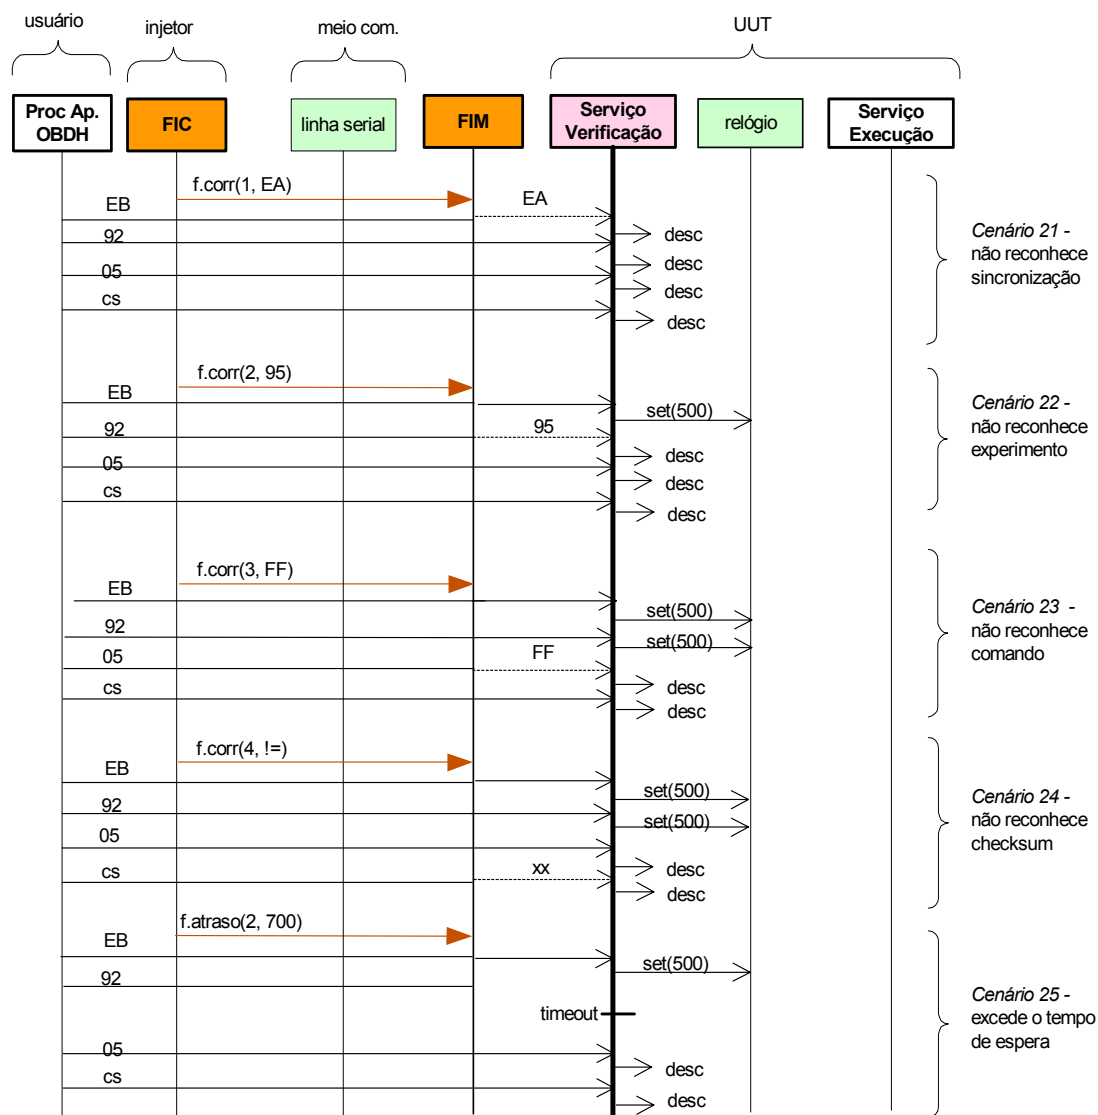 usuário
injetor
meio com.
UUT
Proc Ap.
OBDH
FIC
linha serial
FIM
Serviço
Verificação
relógio
Serviço
Execução
f.corr(1, EA)
EB
EA
92
desc
05
desc
cs
desc
desc
Cenário 21 -
não reconhece
sincronização
f.corr(2, 95)
EB
set(500)
92
95
desc
05
desc
cs
desc
Cenário 22 -
não reconhece
experimento
f.corr(3, FF)
EB
set(500)
92
set(500)
05
FF
desc
cs
desc
Cenário 23 -
não reconhece
comando
f.corr(4, !=)
EB
set(500)
92
set(500)
05
cs
xx
desc
desc
Cenário 24 -
não reconhece
checksum
f.atraso(2, 700)
EB
set(500)
92
timeout
05
desc
cs
desc
Cenário 25 -
excede o tempo
de espera